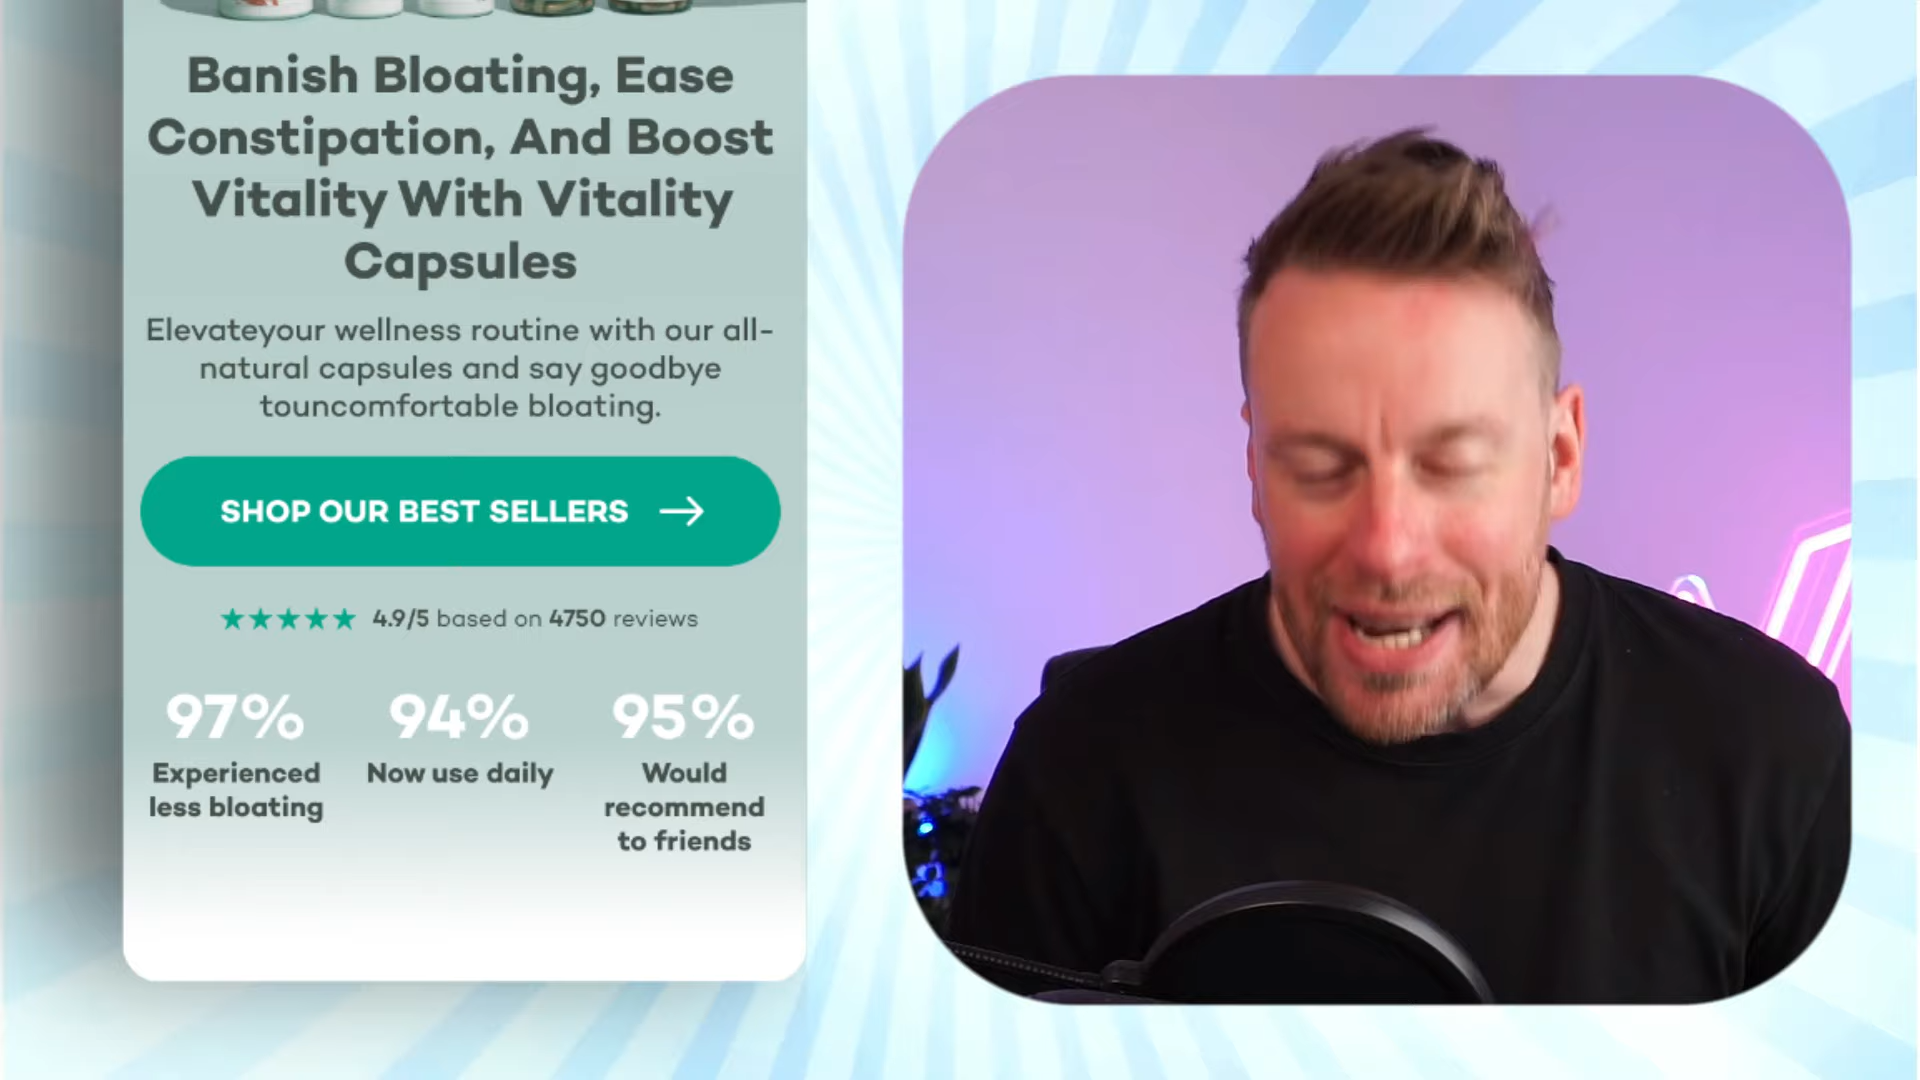 Banish Bloating, Ease
Constipation, And Boost
Vitality With Vitality
Capsules
Elevateyour wellness routine with our all-
natural capsules and say goodbye
touncomfortable bloating.
SHOP OUR BEST SELLERS →
★★★★★ 4.9/5 based on 4750 reviews
97% 94% 95%
Experienced Now use daily Would
less bloating recommend
to friends